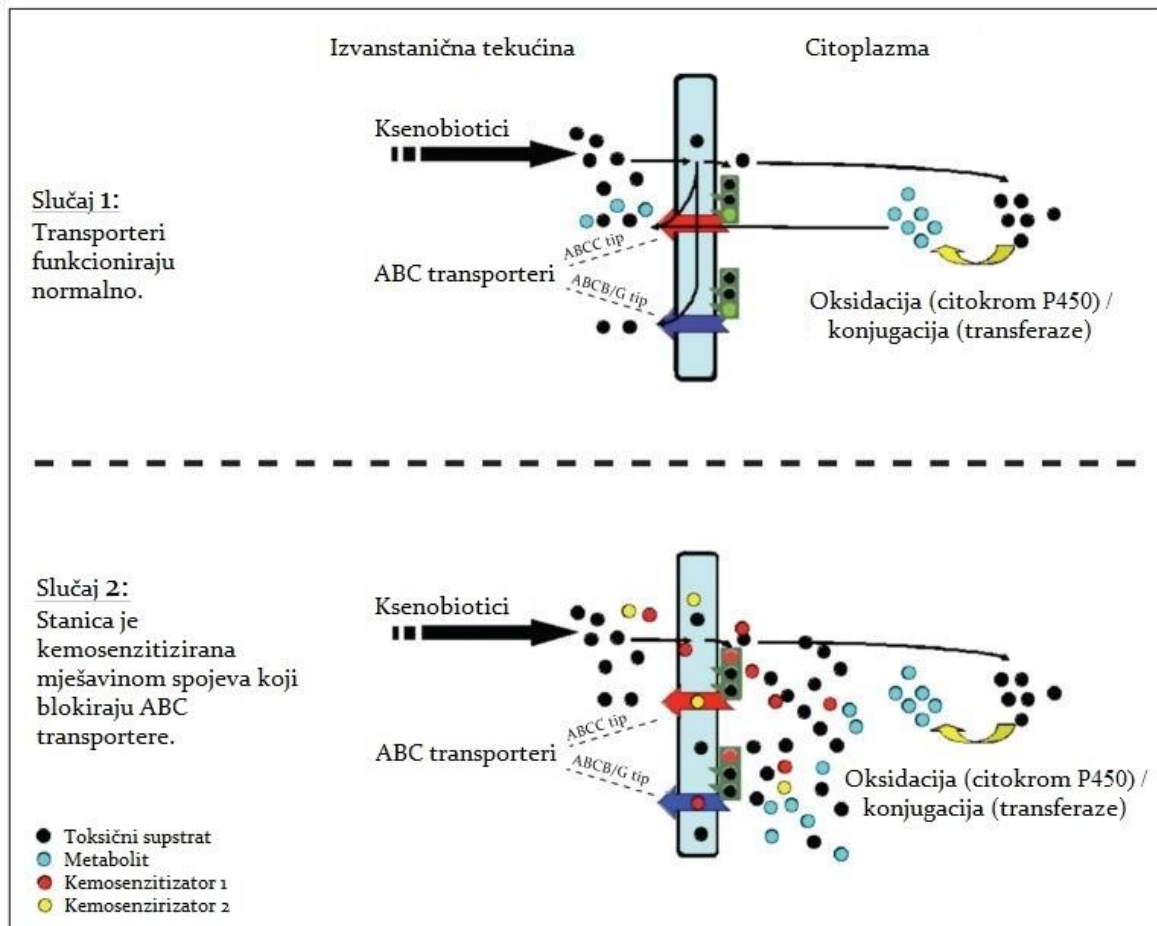 Izvanstanična tekućina
Citoplazma
Ksenobiotici
Slučaj 1:
Transporteri
funkcioniraju
normalno.
ABCC tip
ABC transporteri
ABCB/G tip
Oksidacija (citokrom P450) /
konjugacija (transferaze)
Slučaj 2:
Stanica je
kemosenzitizirana
mješavinom spojeva koji
blokiraju ABC
transportere.
Ksenobiotici
ABCC tip
ABC transporteri
ABCB/G tip
Oksidacija (citokrom P450) /
konjugacija (transferaze)
Toksični supstrat
Metabolit
Kemosenzitizator 1
Kemosenzirizator 2